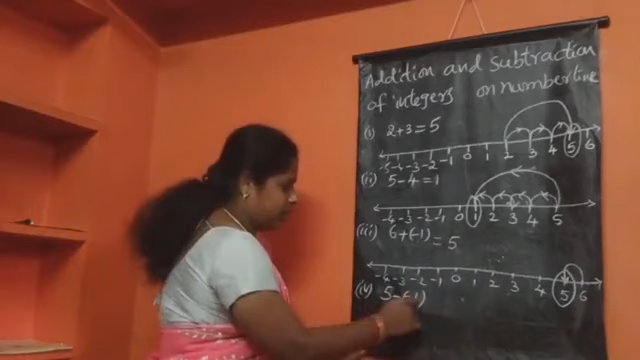 Addition and subtraction
of integers on numberline
(i) 2+3=5
-5 -4 -3 -2 -1 0 1 2 3 4 5 6
(ii) 5-4=1
-4 -3 -2 -1 0 1 2 3 4 5
(iii) 6+(-1)=5
-4 -3 -2 -1 0 1 2 3 4 5 6
(iv) 5-(-1)